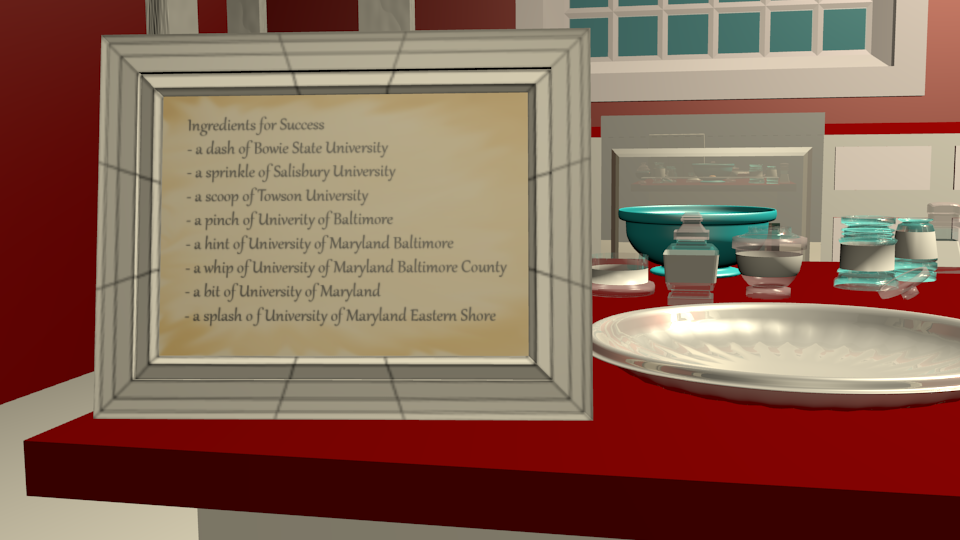 Ingredients for Success
- a dash of Bowie State University
- a sprinkle of Salisbury University
- a scoop of Towson University
- a pinch of Univerity of Baltimore
- a hint of University of Maryland Baltimore
- a whip of University of Maryland Baltimore County
- a bit of University of Maryland
- a splash o f University of Maryland Eastern Shore